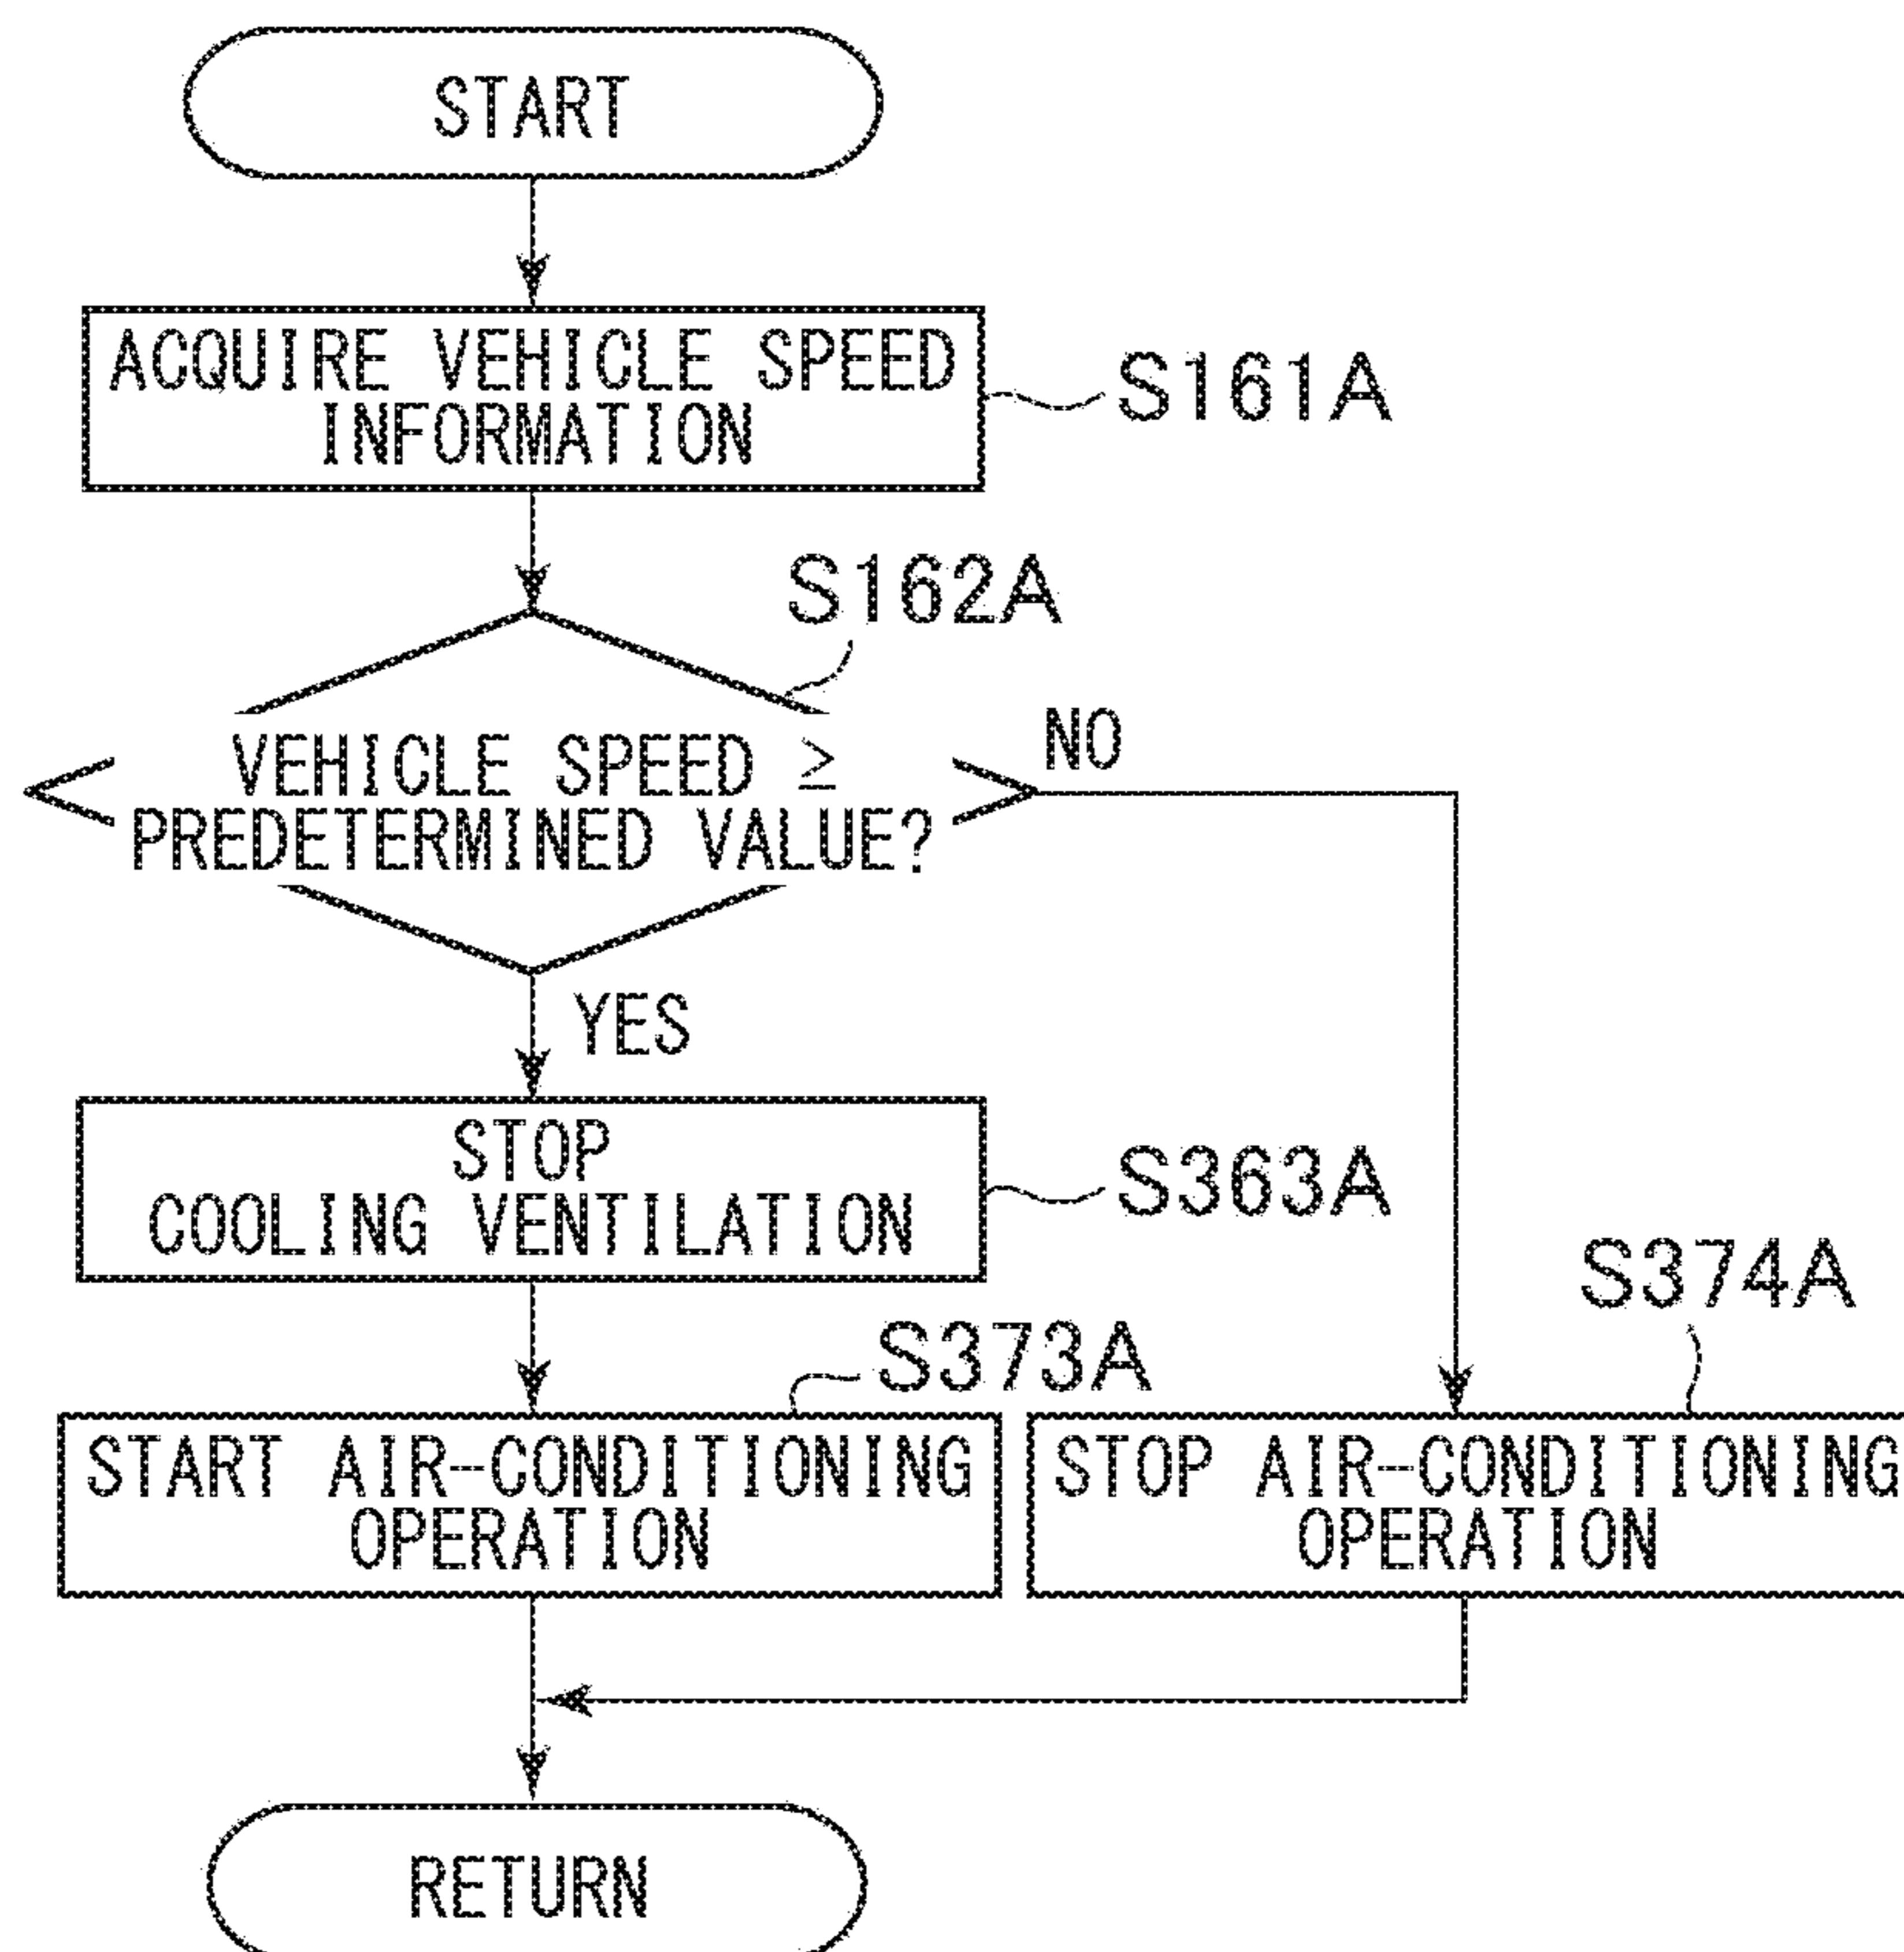 START
ACQUIRE VEHICLE SPEED
INFORMATION
S161A
S162A
VEHICLE SPEED ≥
PREDETERMINED VALUE?
NO
YES
STOP
COOLING VENTILATION
S363A
S373A
S374A
START AIR-CONDITIONING
OPERATION
STOP AIR-CONDITIONING
OPERATION
RETURN